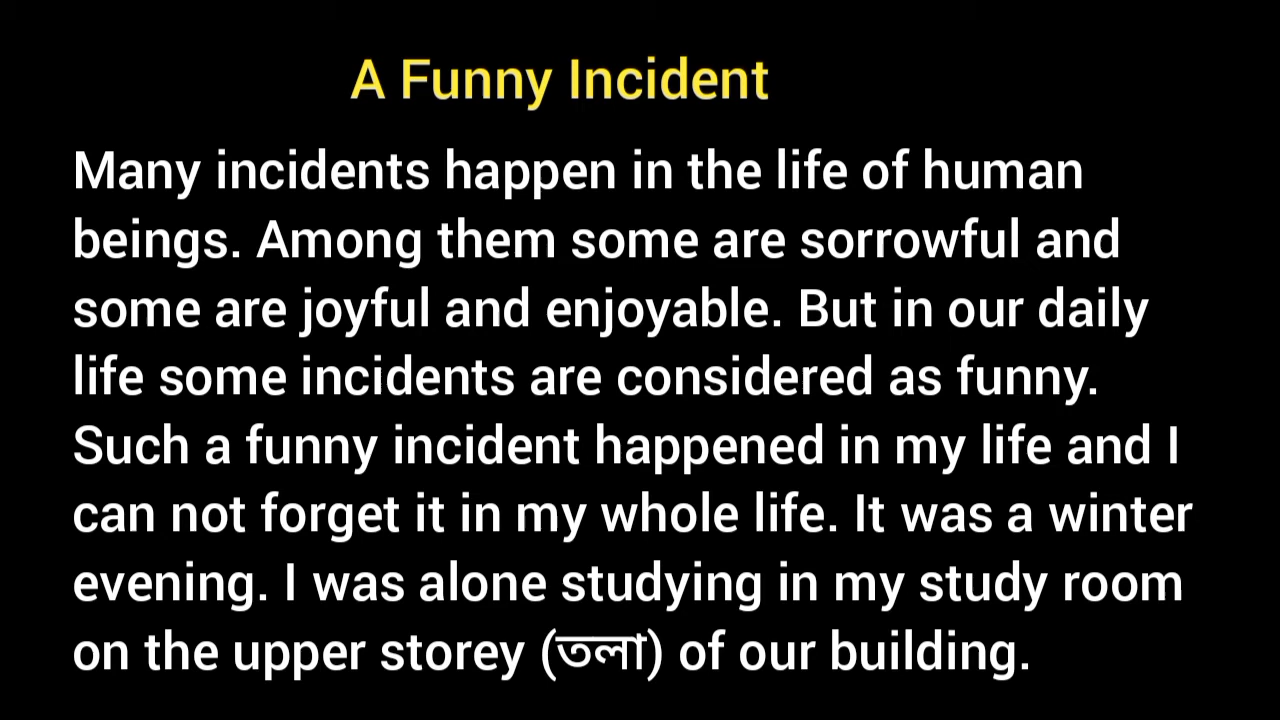 A Funny Incident
Many incidents happen in the life of human
beings. Among them some are sorrowful and
some are joyful and enjoyable. But in our daily
life some incidents are considered as funny.
Such a funny incident happened in my life and I
can not forget it in my whole life. It was a winter
evening. I was alone studying in my study room
on the upper storey (তলা) of our building.